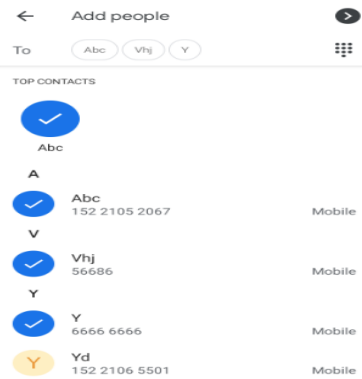 Add people
To Abc Vhj Y
TOP CONTACTS
Abc
A
Abc
152 2105 2067 Mobile
V
Vhj
56686 Mobile
Y
Y
6666 6666 Mobile
Y Yd
152 2106 5501 Mobile